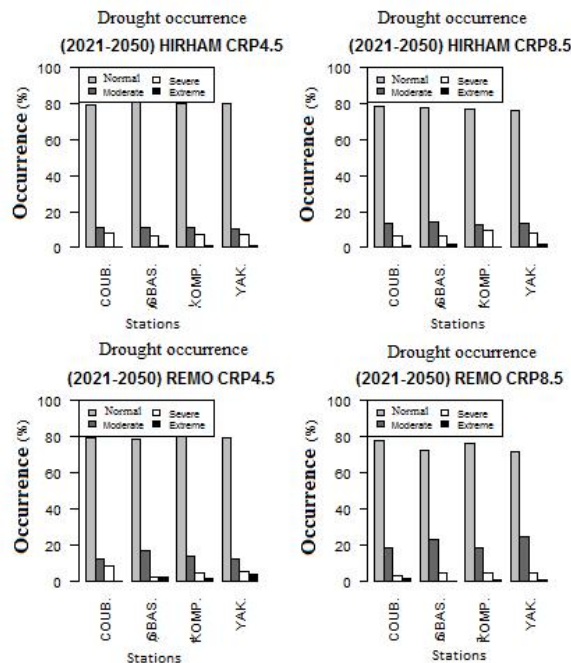 Drought occurrence
(2021-2050) HIRHAM CRP4.5
100
80
60
40
20
0
Occurrence (%)
Normal
Moderate
Severe
Extreme
COUB.
GBAS.
KOMP.
YAK.
Stations
Drought occurrence
(2021-2050) HIRHAM CRP8.5
100
80
60
40
20
0
Occurrence (%)
Normal
Moderate
Severe
Extreme
COUB.
GBAS.
KOMP.
YAK.
Stations
Drought occurrence
(2021-2050) REMO CRP4.5
100
80
60
40
20
0
Occurrence (%)
Normal
Moderate
Severe
Extreme
COUB.
GBAS.
KOMP.
YAK.
Stations
Drought occurrence
(2021-2050) REMO CRP8.5
100
80
60
40
20
0
Occurrence (%)
Normal
Moderate
Severe
Extreme
COUB.
GBAS.
KOMP.
YAK.
Stations